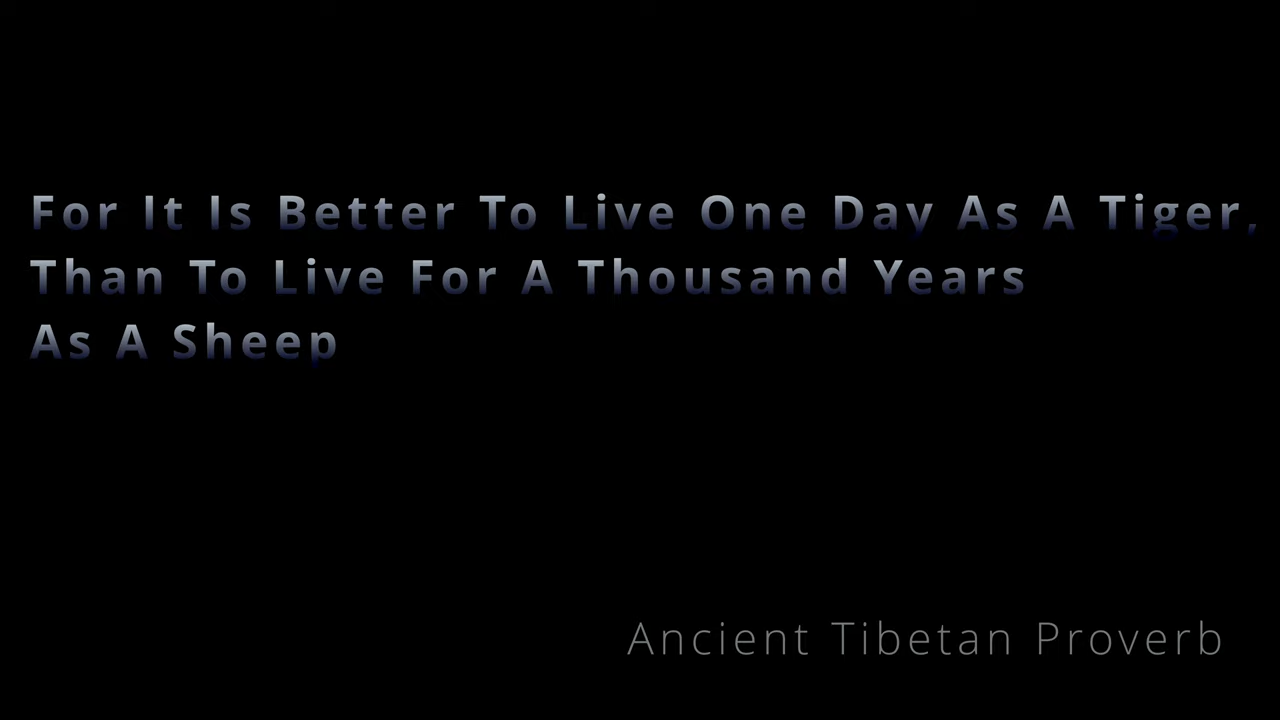 For It Is Better To Live One Day As A Tiger,
Than To Live For A Thousand Years
As A Sheep
Ancient Tibetan Proverb